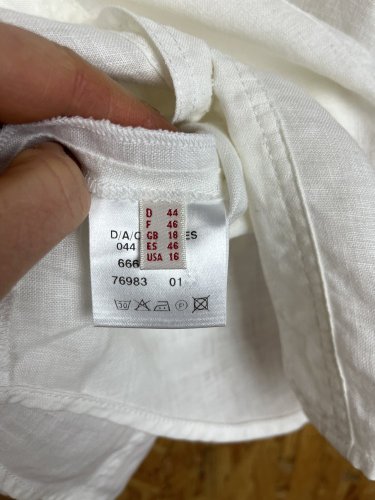 D 44
F 46
GB 18
ES 46
USA 16
D/A/C ES
044
666
76983 01
30